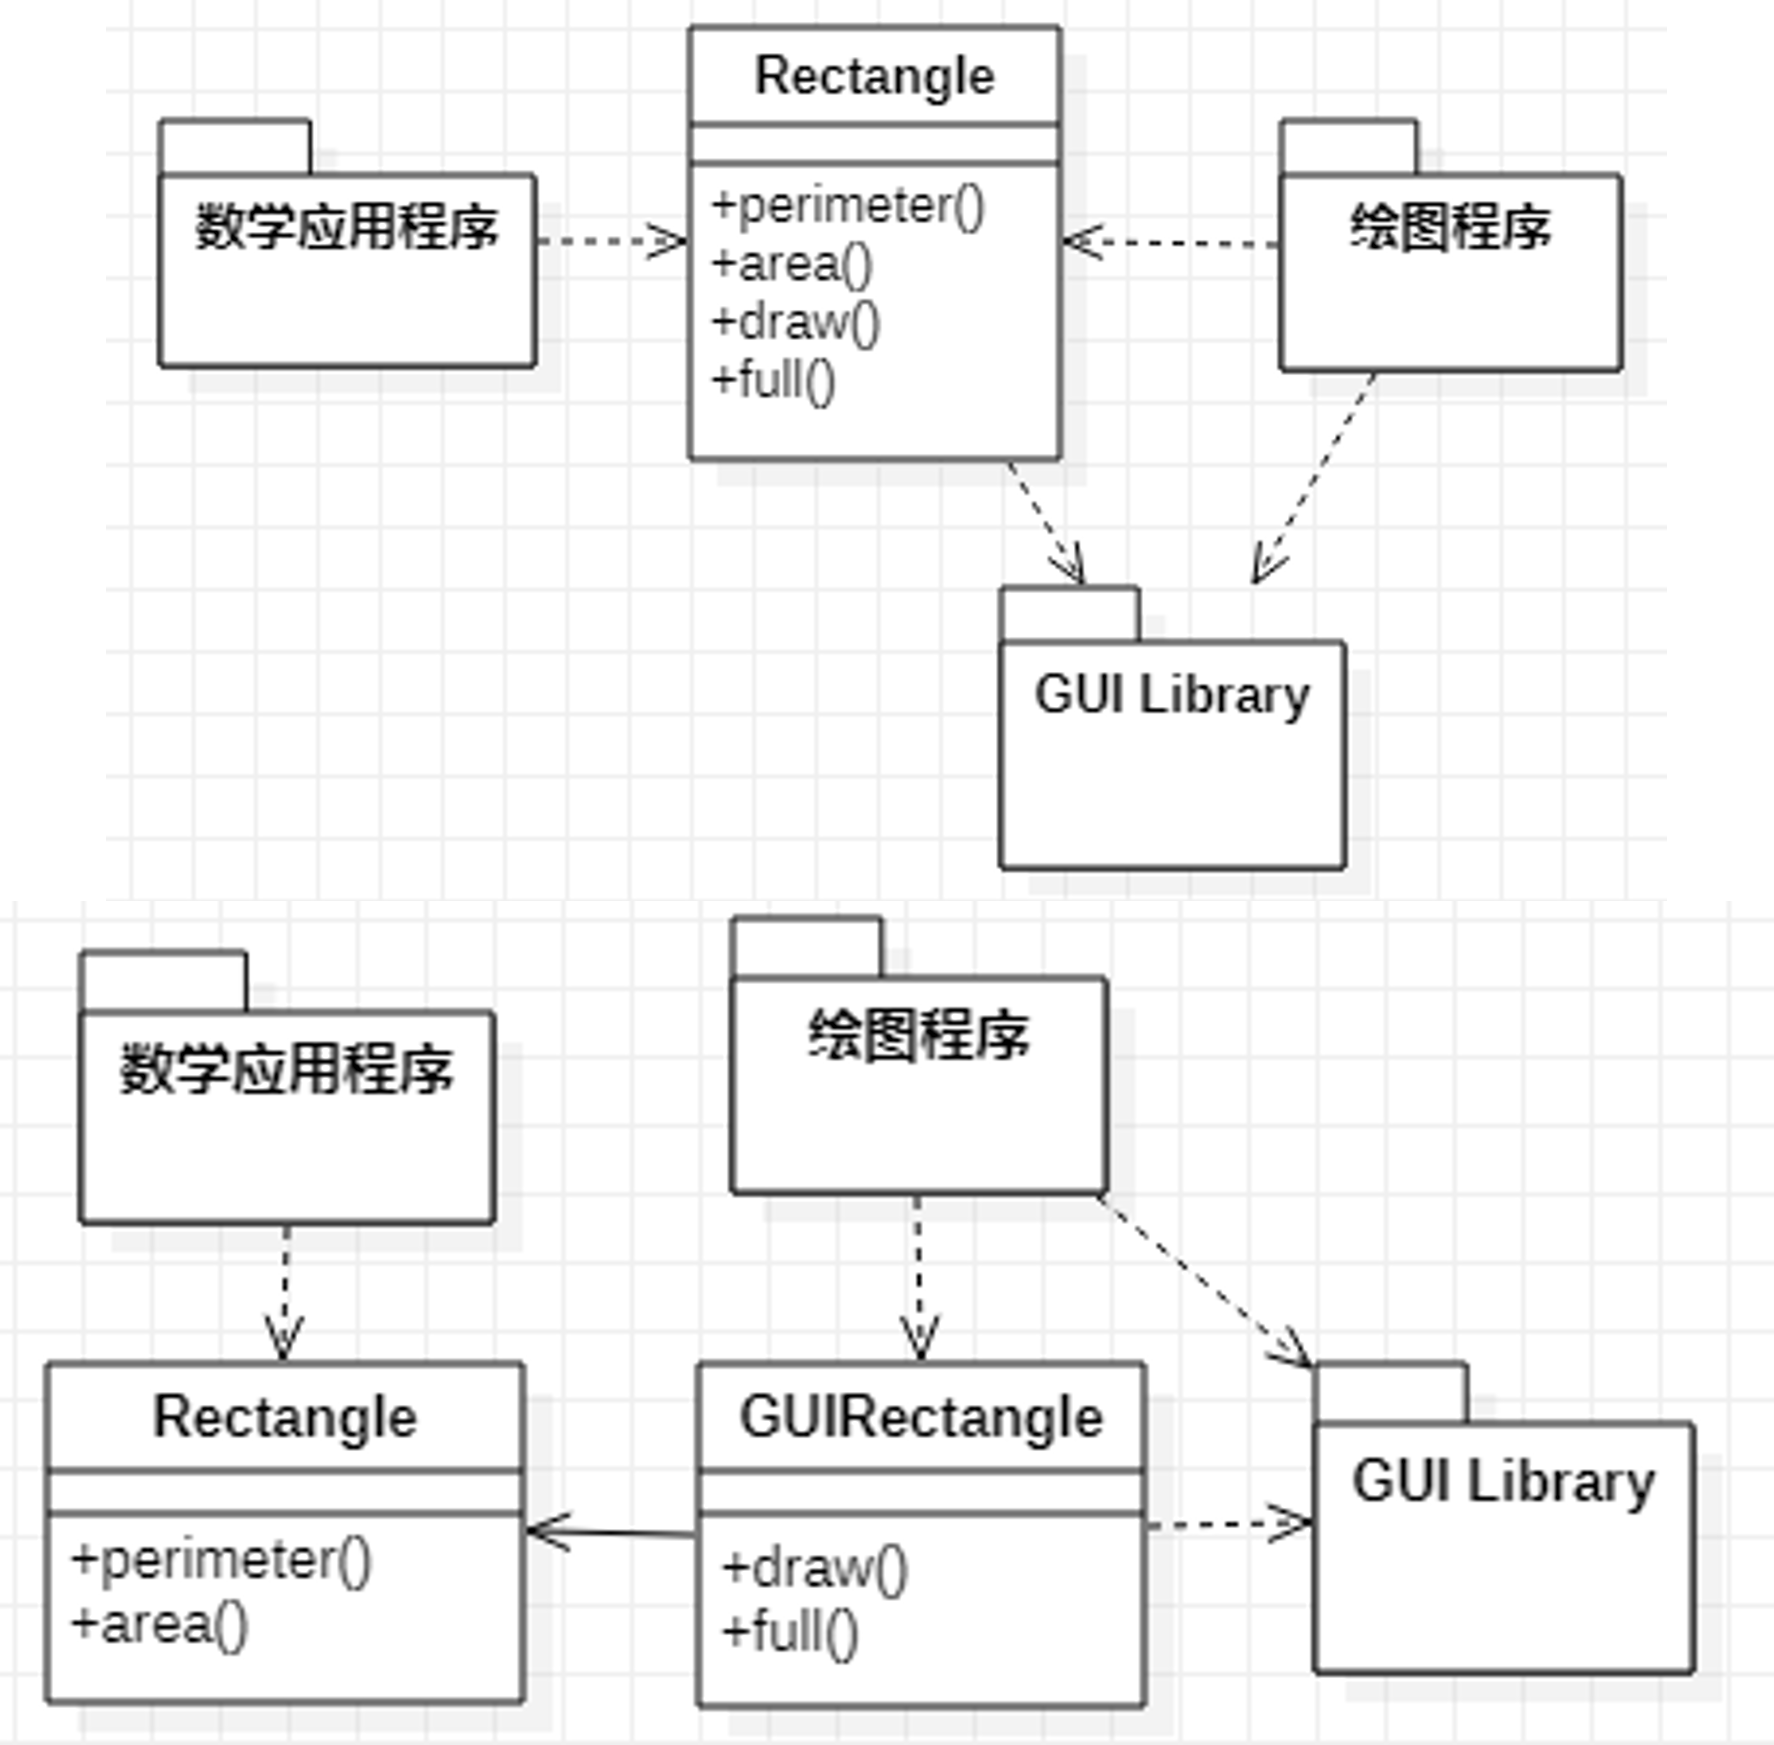 Rectangle
数学应用程序
+perimeter()
+area()
+draw()
+full()
绘图程序
GUI Library
数学应用程序
绘图程序
Rectangle
+perimeter()
+area()
GUIRectangle
+draw()
+full()
GUI Library